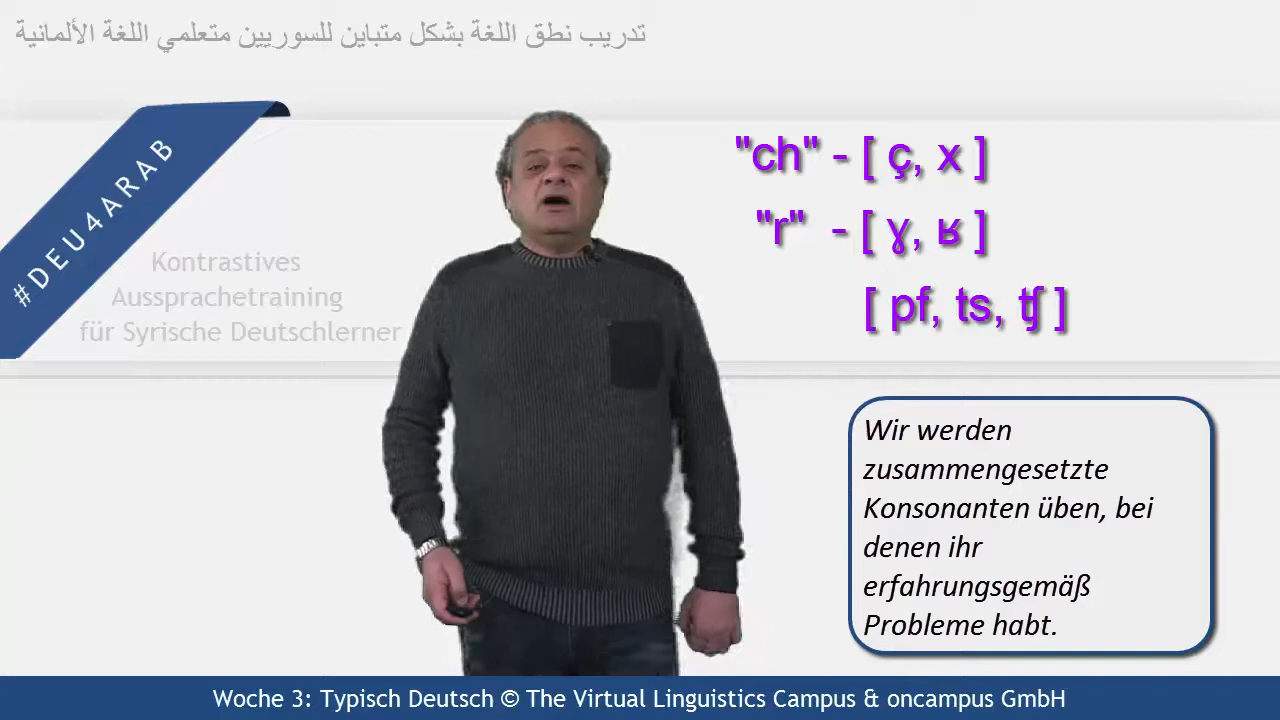 تدريب نطق اللغة بشكل متباين للسوريين متعلمي اللغة الألمانية
#DEU4ARAB
Kontrastives
Aussprachetraining
für Syrische Deutschlerner
"ch" - [ ç, x ]
"r" - [ ɣ, ʁ ]
[ pf, ts, ʧ ]
Wir werden
zusammengesetzte
Konsonanten üben, bei
denen ihr
erfahrungsgemäß
Probleme habt.
Woche 3: Typisch Deutsch © The Virtual Linguistics Campus & oncampus GmbH